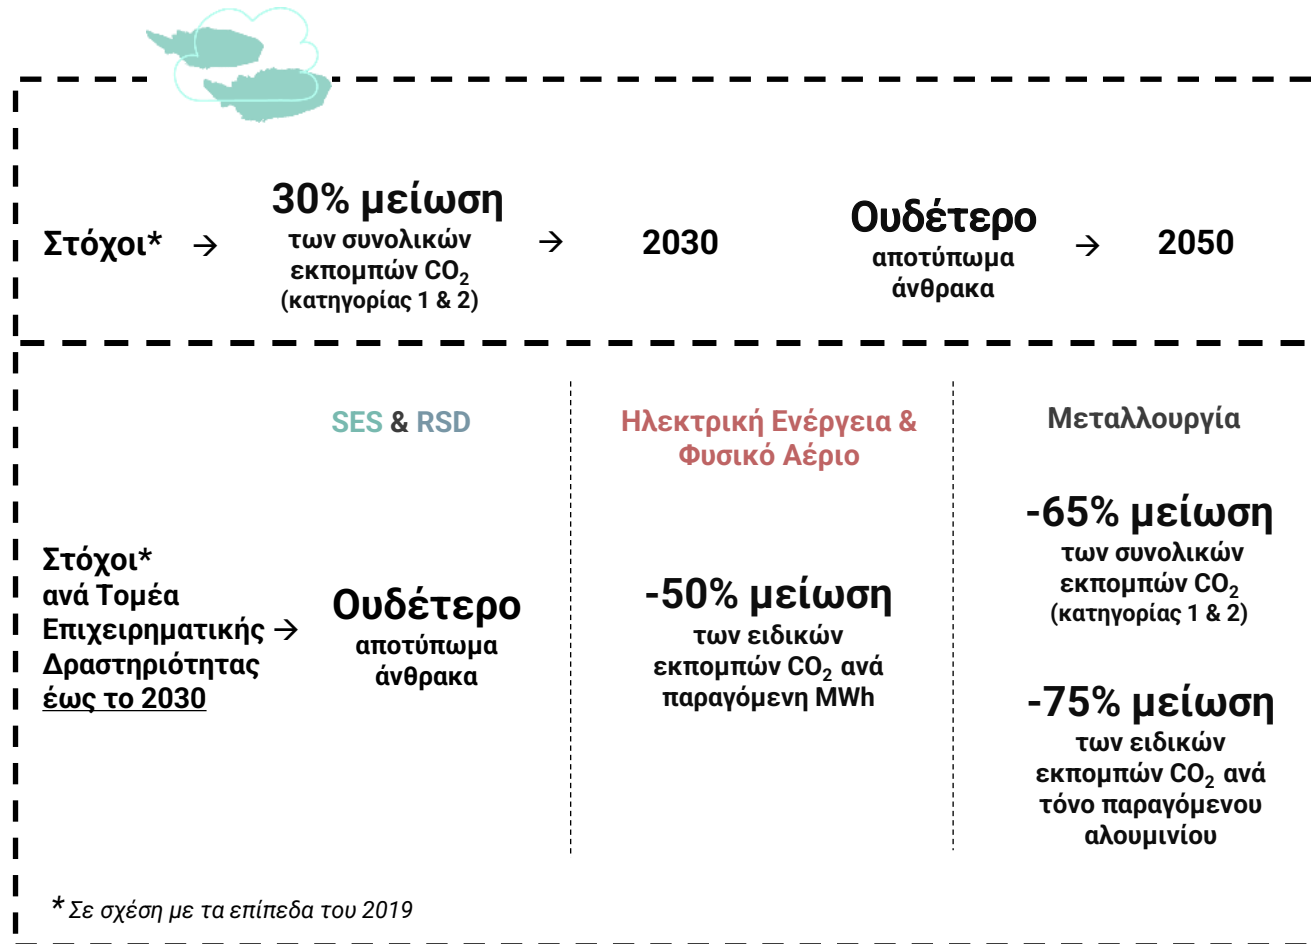 Στόχοι* →
30% μείωση
των συνολικών
εκπομπών CO₂
(κατηγορίας 1 & 2)
→
2030
Ουδέτερο
αποτύπωμα
άνθρακα
→
2050
Στόχοι*
ανά Τομέα
Επιχειρηματικής →
Δραστηριότητας
έως το 2030
SES & RSD
Ουδέτερο
αποτύπωμα
άνθρακα
Ηλεκτρική Ενέργεια &
Φυσικό Αέριο
-50% μείωση
των ειδικών
εκπομπών CO₂ ανά
παραγόμενη MWh
Μεταλλουργία
-65% μείωση
των συνολικών
εκπομπών CO₂
(κατηγορίας 1 & 2)
-75% μείωση
των ειδικών
εκπομπών CO₂ ανά
τόνο παραγόμενου
αλουμινίου
* Σε σχέση με τα επίπεδα του 2019